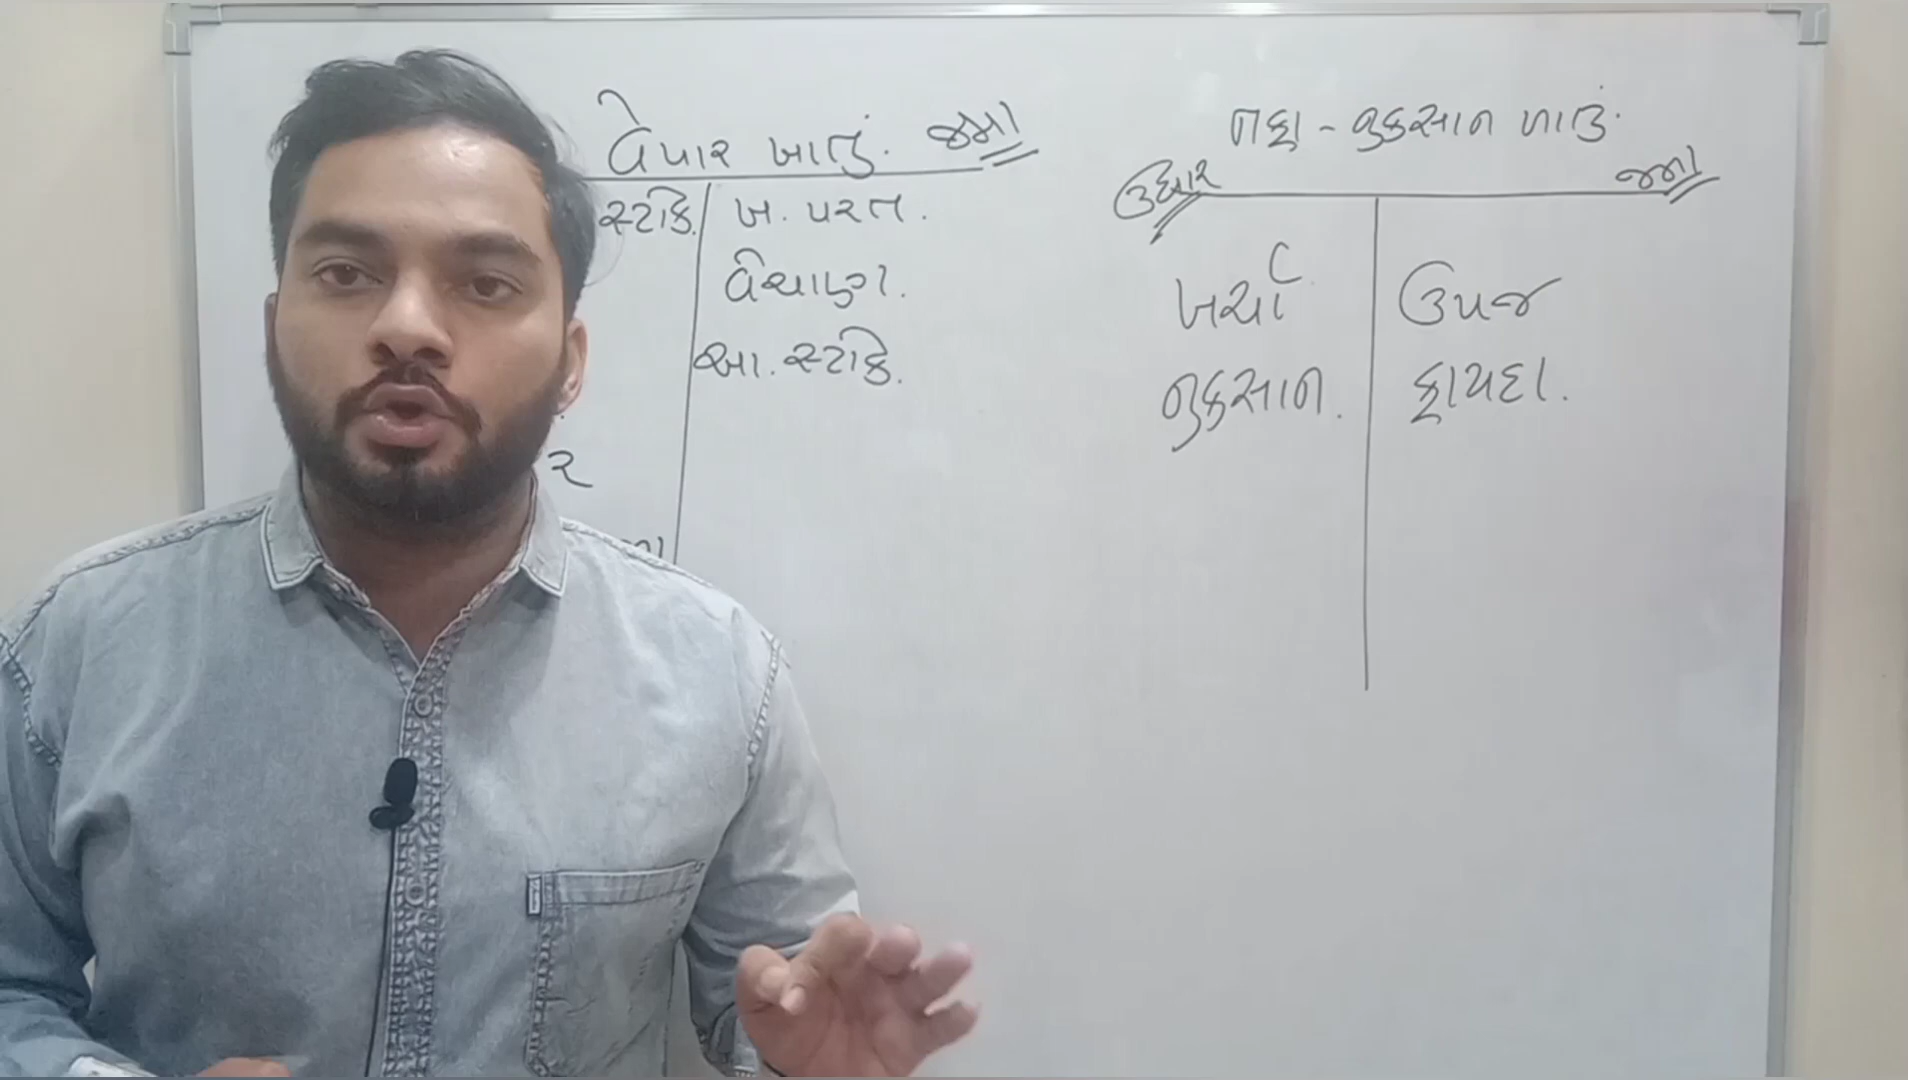 વેપાર ખાતું. જમા
સ્ટોક. ખ. પરત.
વેચાણ.
આ. સ્ટોક.
ર
નફા - નુકસાન ખાતું.
ઉધાર જમા
ખર્ચા ઉપજ
નુકસાન. ફાયદા.